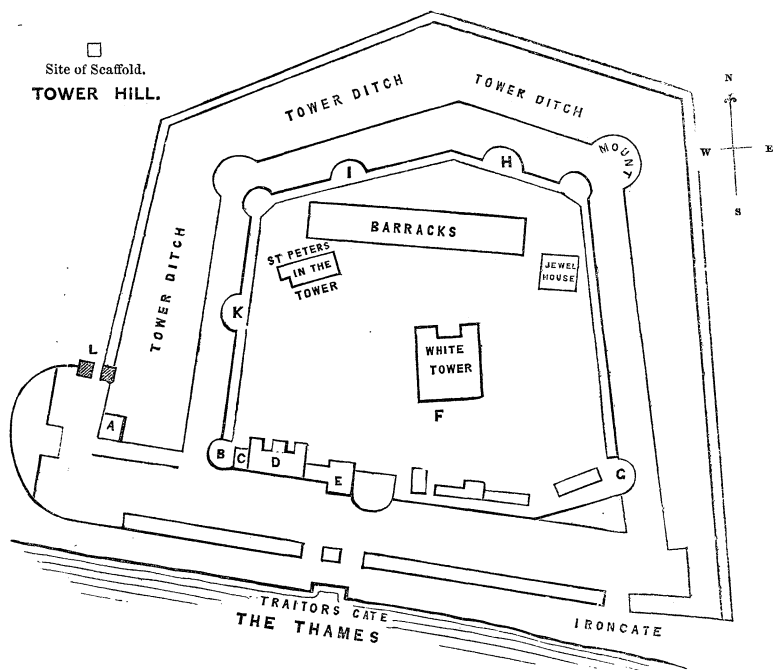 Site of Scaffold.
TOWER HILL.
TOWER DITCH
TOWER DITCH
N
W
E
S
MOUNT
I
H
BARRACKS
ST PETERS
IN THE
TOWER
JEWEL
HOUSE
TOWER DITCH
K
L
WHITE
TOWER
F
A
B
C
D
E
G
TRAITORS GATE
THE THAMES
IRONGATE